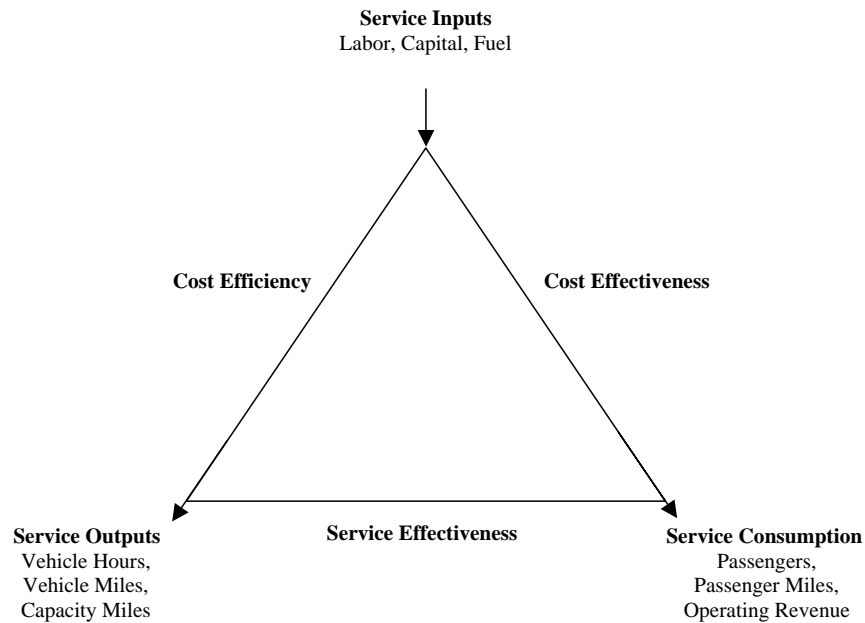 Service Inputs
Labor, Capital, Fuel
Cost Efficiency
Cost Effectiveness
Service Outputs
Vehicle Hours,
Vehicle Miles,
Capacity Miles
Service Effectiveness
Service Consumption
Passengers,
Passenger Miles,
Operating Revenue